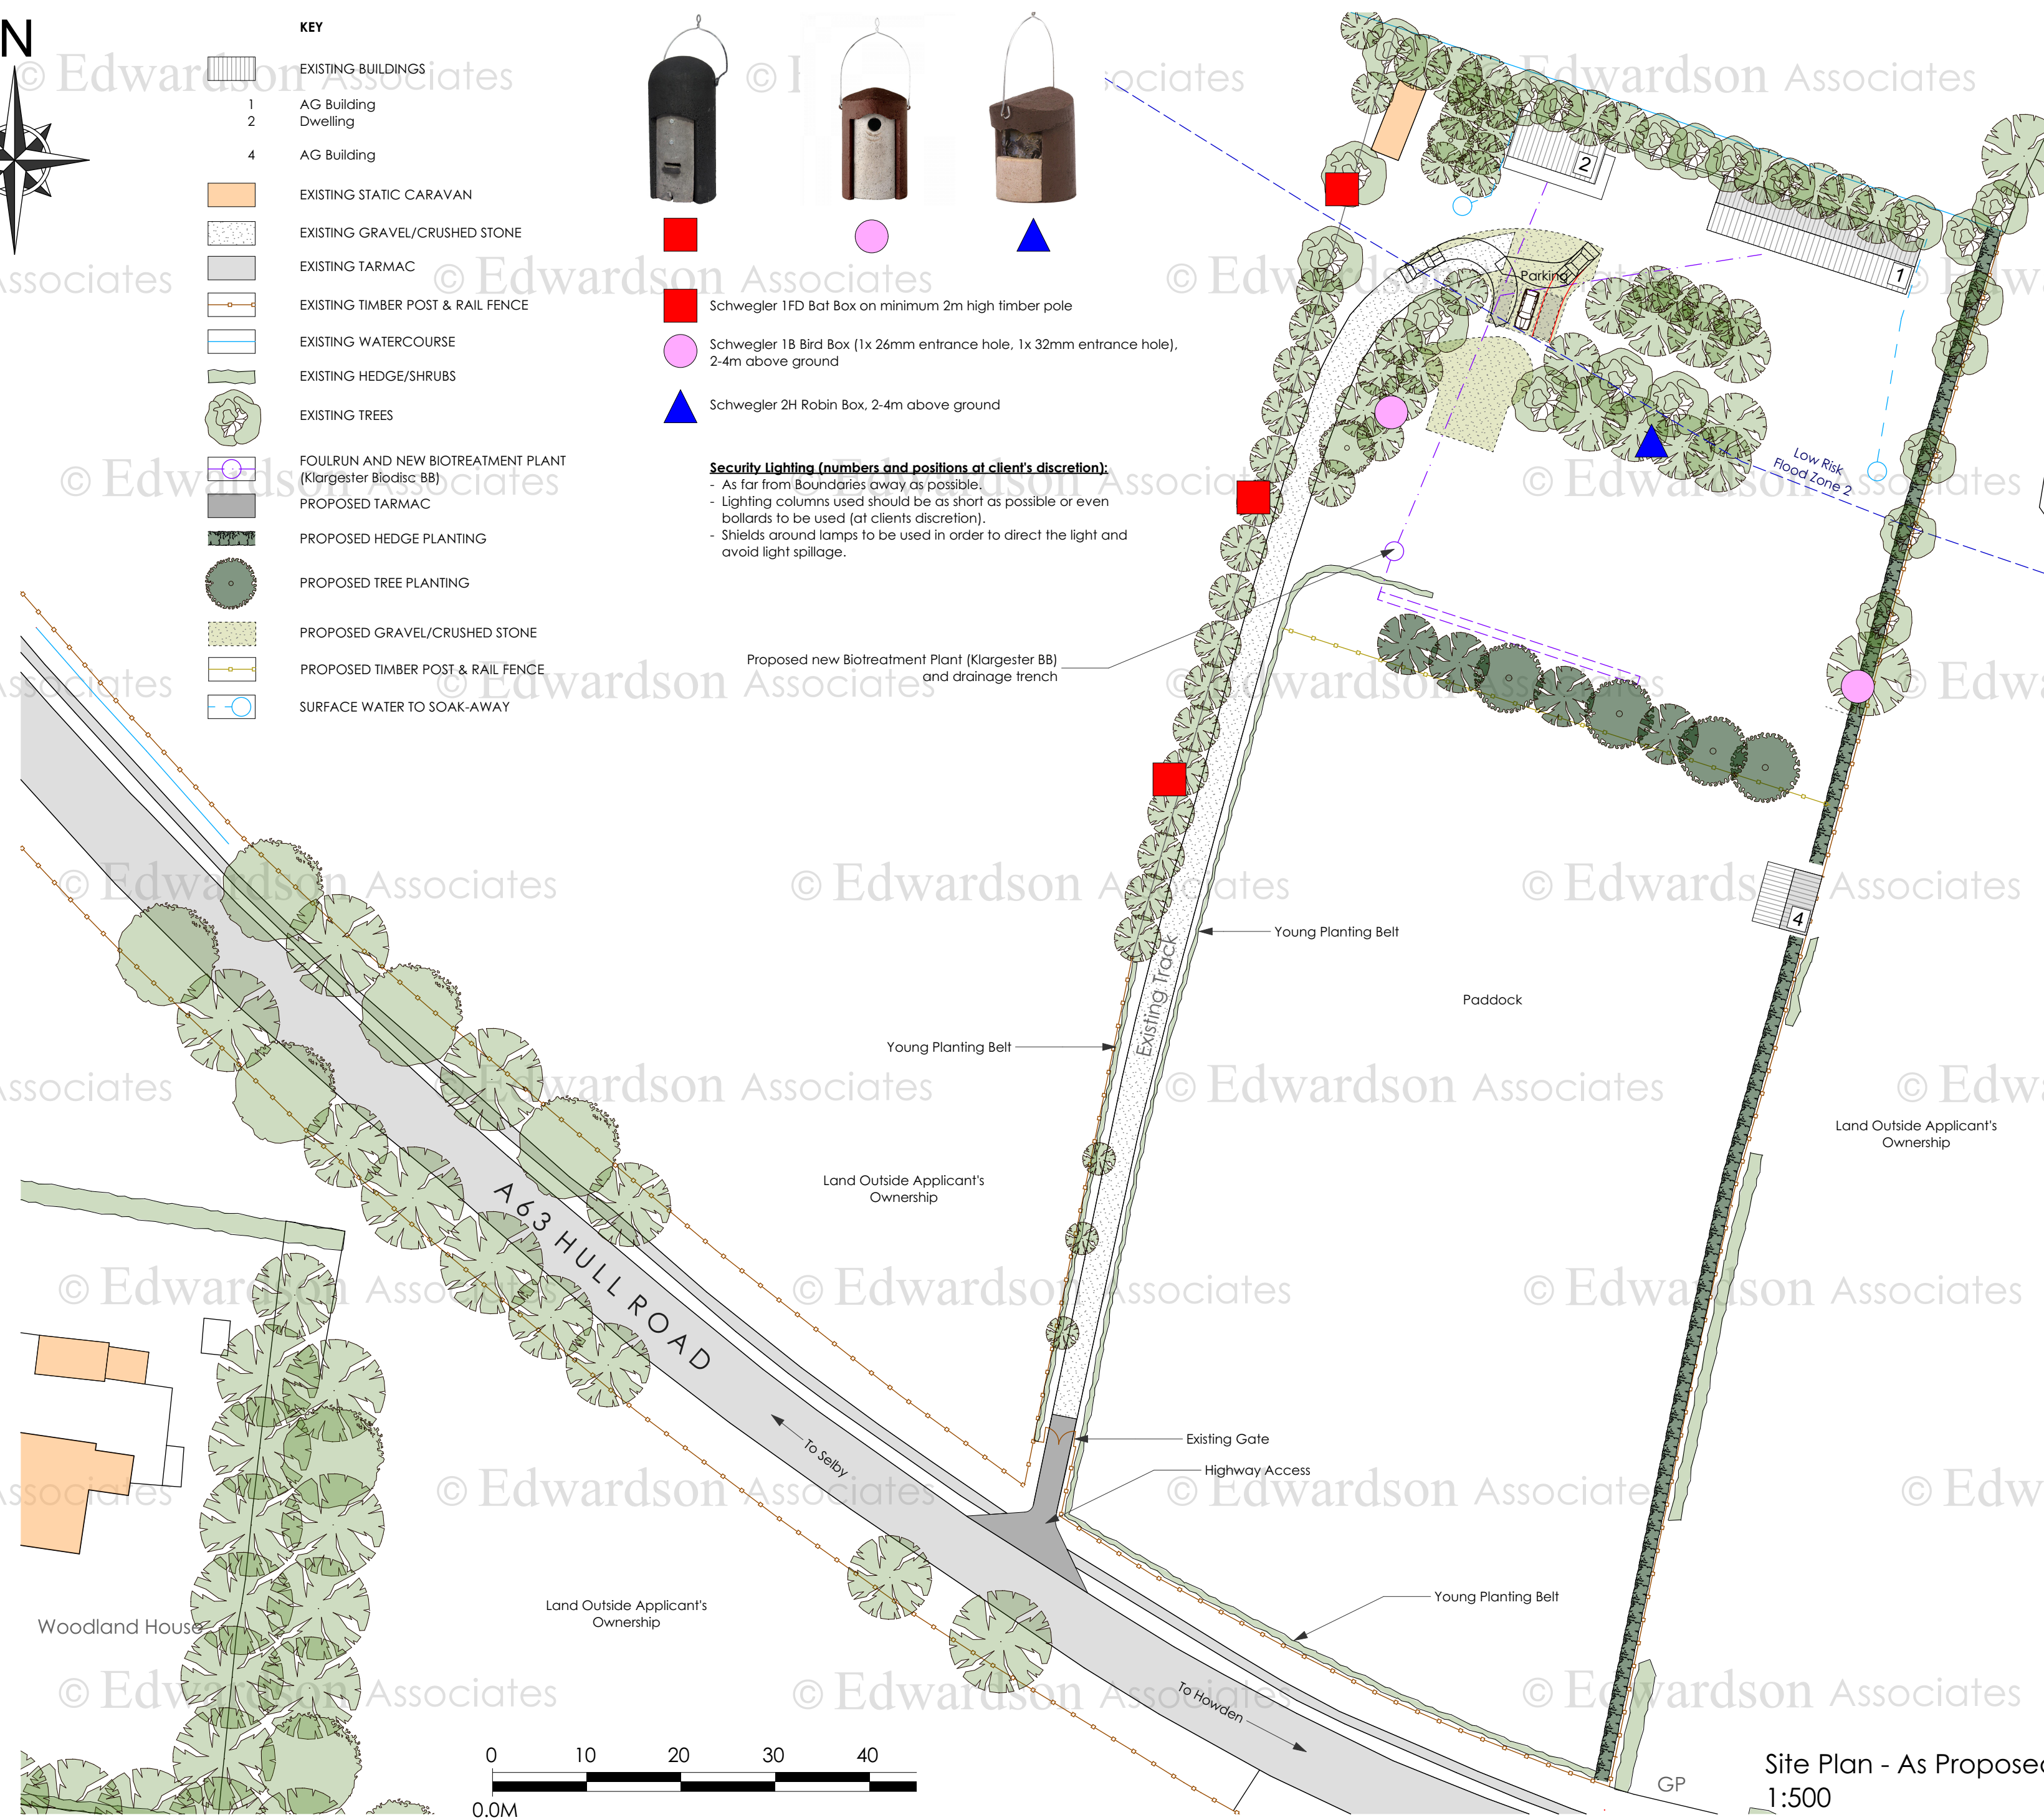 N
KEY
EXISTING BUILDINGS
1 AG Building
2 Dwelling
4 AG Building
EXISTING STATIC CARAVAN
EXISTING GRAVEL/CRUSHED STONE
EXISTING TARMAC
EXISTING TIMBER POST & RAIL FENCE
EXISTING WATERCOURSE
EXISTING HEDGE/SHRUBS
EXISTING TREES
FOULRUN AND NEW BIOTREATMENT PLANT
(Klargester Biodisc BB)
PROPOSED TARMAC
PROPOSED HEDGE PLANTING
PROPOSED TREE PLANTING
PROPOSED GRAVEL/CRUSHED STONE
PROPOSED TIMBER POST & RAIL FENCE
SURFACE WATER TO SOAK-AWAY
Schwegler 1FD Bat Box on minimum 2m high timber pole
Schwegler 1B Bird Box (1x 26mm entrance hole, 1x 32mm entrance hole),
2-4m above ground
Schwegler 2H Robin Box, 2-4m above ground
Security Lighting (numbers and positions at client's discretion):
- As far from Boundaries away as possible.
- Lighting columns used should be as short as possible or even
bollards to be used (at clients discretion).
- Shields around lamps to be used in order to direct the light and
avoid light spillage.
Proposed new Biotreatment Plant (Klargester BB)
and drainage trench
2
1
Parking
Low Risk
Flood Zone 2
4
Young Planting Belt
Existing Track
Paddock
Young Planting Belt
Land Outside Applicant's
Ownership
Land Outside Applicant's
Ownership
A63 HULL ROAD
To Selby
Existing Gate
Highway Access
Young Planting Belt
Land Outside Applicant's
Ownership
Woodland House
To Howden
GP
0 10 20 30 40
0.0M
Site Plan - As Proposed
1:500
© Edwardson Associates